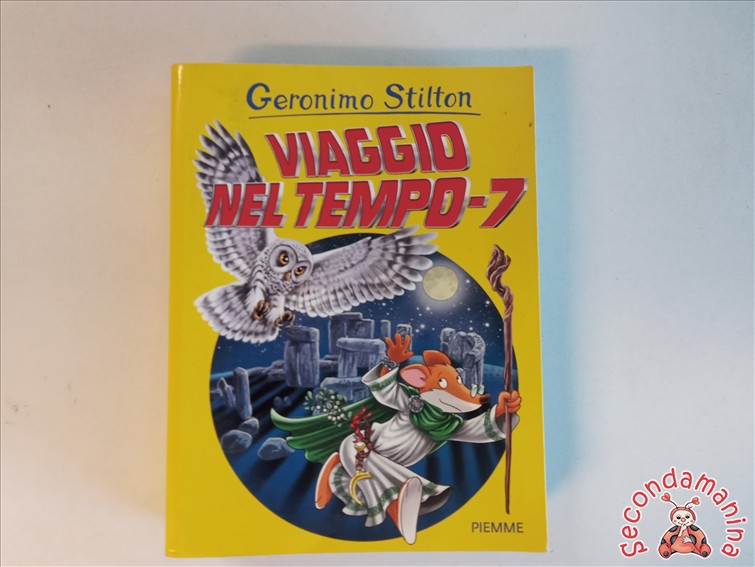 Geronimo Stilton
VIAGGIO
NEL TEMPO-7
PIEMME
Secondamanina